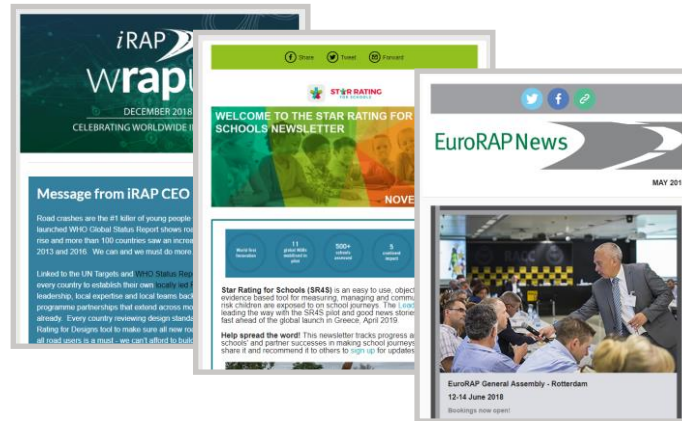 iRAP
wrapu
DECEMBER 2018
CELEBRATING WORLDWIDE I
Message from iRAP CEO
Road crashes are the #1 killer of young people
launched WHO Global Status Report shows roa
rise and more than 100 countries saw an increa
2013 and 2016. We can and we must do more
Linked to the UN Targets and WHO Status Rep
every country to establish their own locally led
leadership, local expertise and local teams back
programme partnerships that extend across mo
already. Every country reviewing design standa
Rating for Designs tool to make sure all new roa
all road users is a must - we can't afford to build
Share Tweet Forward
STAR RATING
FOR SCHOOLS
WELCOME TO THE STAR RATING FOR
SCHOOLS NEWSLETTER
NOVE
World-first
innovation
11
global NGOs
mobilised in
pilot
500+
schools
assessed
5
continent
impact
Star Rating for Schools (SR4S) is an easy to use, object
evidence based tool for measuring, managing and commu
risk children are exposed to on school journeys. The Lead
leading the way with the SR4S pilot and good news stories
fast ahead of the global launch in Greece, April 2019.
Help spread the word! This newsletter tracks progress a
schools' and partner successes in making school journeys
share it and recommend it to others to sign up for updates
EuroRAP News
MAY 201
RACC
EuroRAP General Assembly - Rotterdam
12-14 June 2018
Bookings now open!